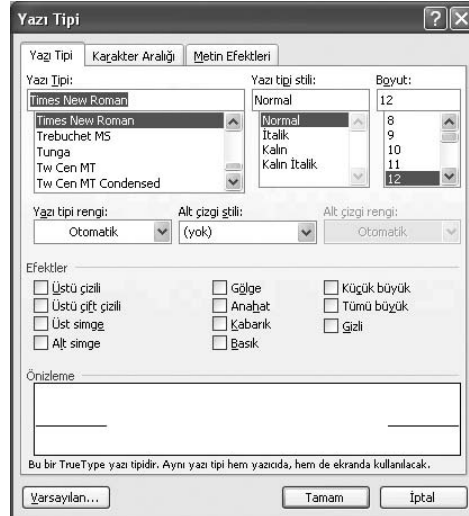 Yazı Tipi
Yazı Tipi Karakter Aralığı Metin Efektleri
Yazı Tipi: Yazı tipi stili: Boyut:
Times New Roman Normal 12
Times New Roman Normal 8
Trebuchet MS İtalik 9
Tunga Kalın 10
Tw Cen MT Kalın İtalik 11
Tw Cen MT Condensed 12
Yazı tipi rengi: Alt çizgi stili: Alt çizgi rengi:
Otomatik (yok) Otomatik
Efektler
Üstü çizili Gölge Küçük büyük
Üstü çift çizili Anahat Tümü büyük
Üst simge Kabarık Gizli
Alt simge Basık
Önizleme
Bu bir TrueType yazı tipidir. Aynı yazı tipi hem yazıcıda, hem de ekranda kullanılacak.
Varsayılan... Tamam İptal